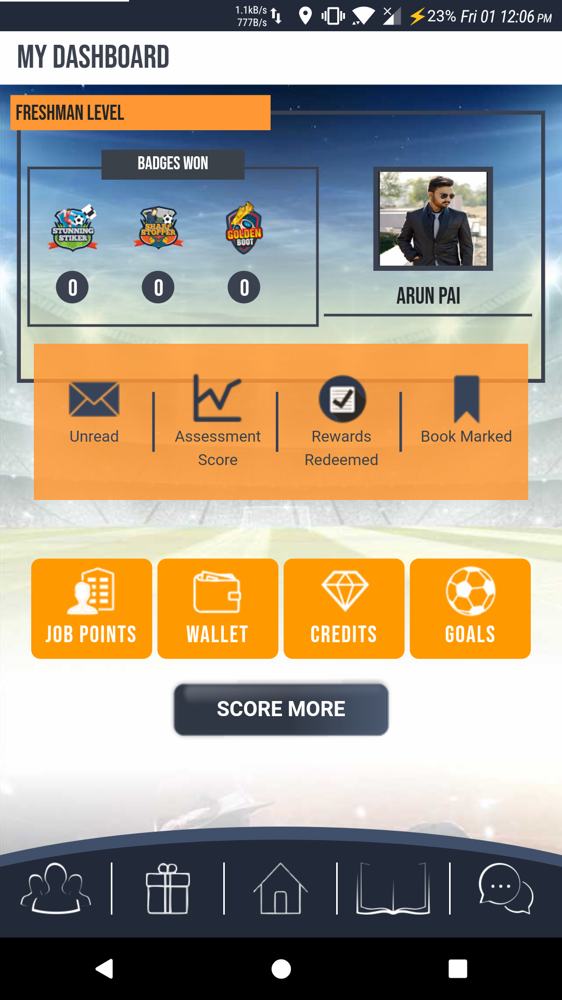 1.1kB/s
777B/s
23% Fri 01 12:06 PM
MY DASHBOARD
FRESHMAN LEVEL
BADGES WON
STUNNING
STIKER
SHARP
STOPPER
GOLDEN
BOOT
0 0 0
ARUN PAI
Unread
Assessment
Score
Rewards
Redeemed
Book Marked
JOB POINTS
WALLET
CREDITS
GOALS
SCORE MORE